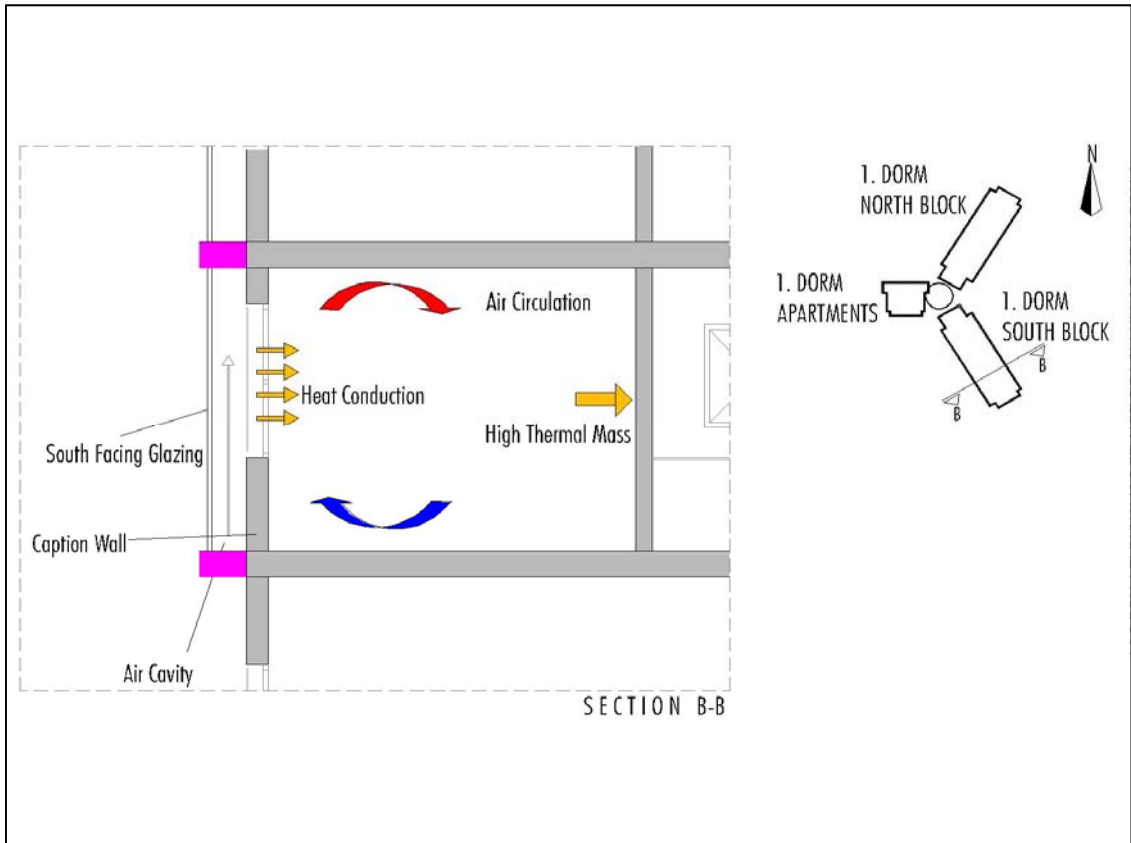 Air Circulation
Heat Conduction
High Thermal Mass
South Facing Glazing
Caption Wall
Air Cavity
SECTION B-B
1. DORM
NORTH BLOCK
N
1. DORM
APARTMENTS
1. DORM
SOUTH BLOCK
B
B